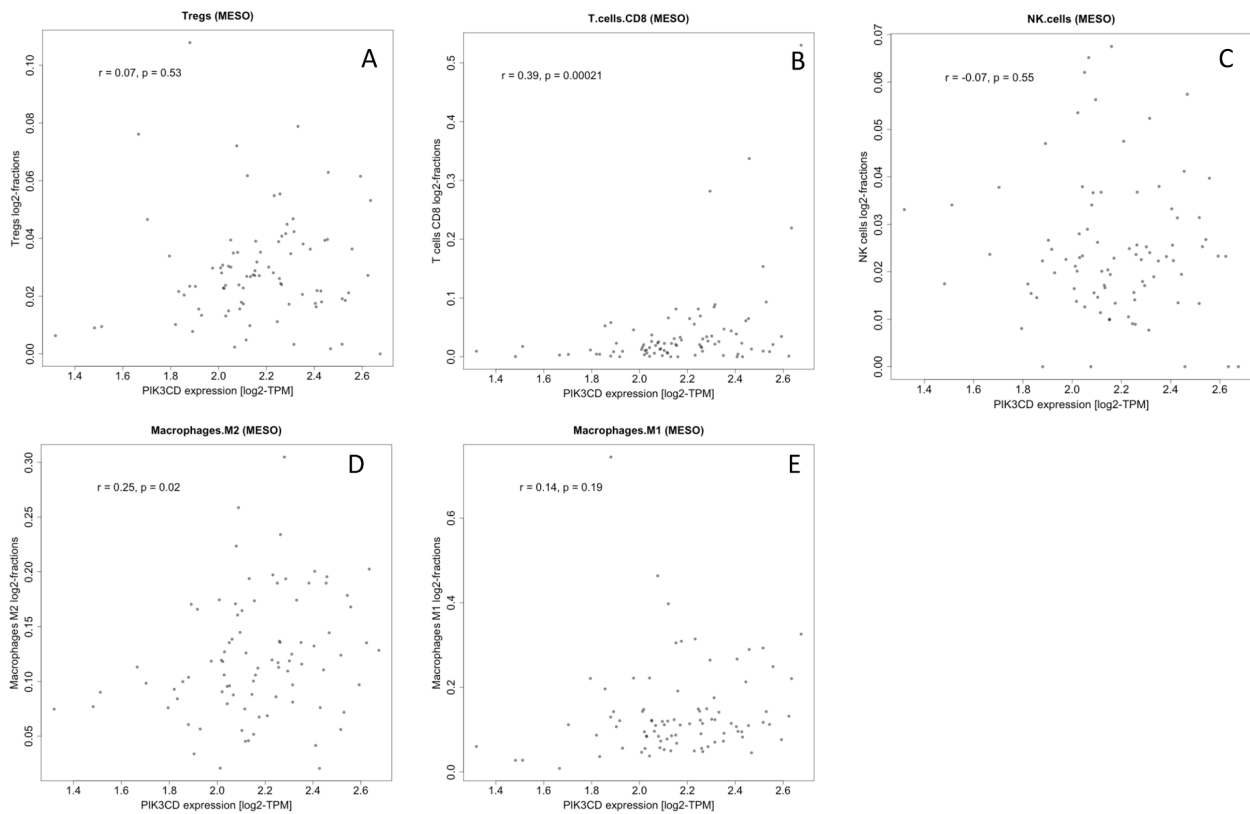 Tregs (MESO)
A
r = 0.07, p = 0.53
Tregs log2-fractions
0.10
0.08
0.06
0.04
0.02
0.00
1.4 1.6 1.8 2.0 2.2 2.4 2.6
PIK3CD expression [log2-TPM]
T.cells.CD8 (MESO)
B
r = 0.39, p = 0.00021
T cells CD8 log2-fractions
0.5
0.4
0.3
0.2
0.1
0.0
1.4 1.6 1.8 2.0 2.2 2.4 2.6
PIK3CD expression [log2-TPM]
NK.cells (MESO)
C
r = -0.07, p = 0.55
NK cells log2-fractions
0.07
0.06
0.05
0.04
0.03
0.02
0.01
0.00
1.4 1.6 1.8 2.0 2.2 2.4 2.6
PIK3CD expression [log2-TPM]
Macrophages.M2 (MESO)
D
r = 0.25, p = 0.02
Macrophages M2 log2-fractions
0.30
0.25
0.20
0.15
0.10
0.05
1.4 1.6 1.8 2.0 2.2 2.4 2.6
PIK3CD expression [log2-TPM]
Macrophages.M1 (MESO)
E
r = 0.14, p = 0.19
Macrophages M1 log2-fractions
0.6
0.4
0.2
0.0
1.4 1.6 1.8 2.0 2.2 2.4 2.6
PIK3CD expression [log2-TPM]